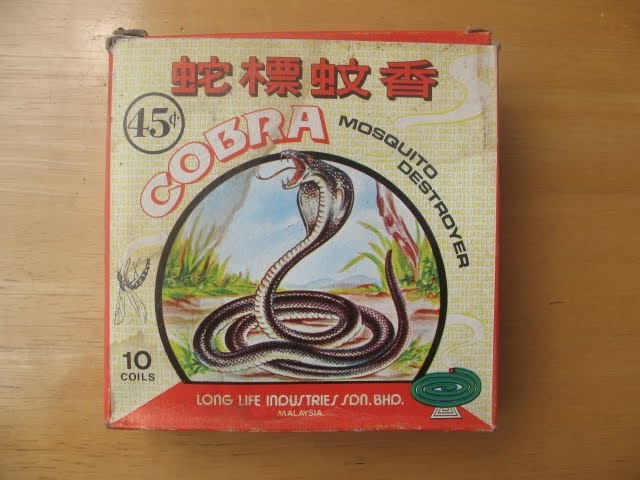 蛇標蚊香
45¢
COBRA
MOSQUITO
DESTROYER
10
COILS
LONG LIFE INDUSTRIES SDN. BHD.
MALAYSIA.